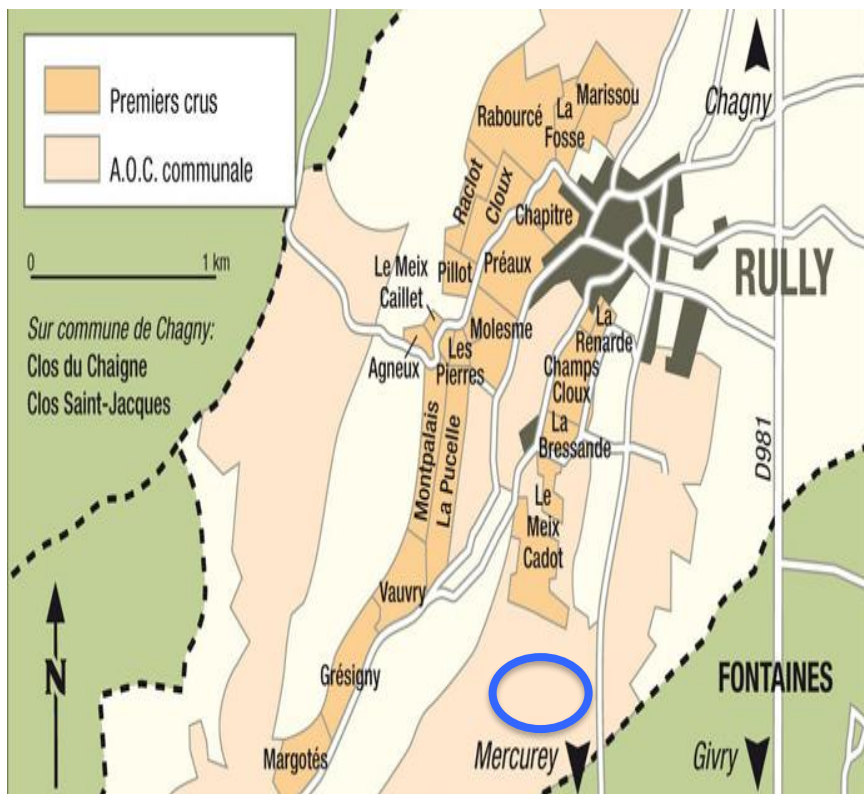 Premiers crus
A.O.C. communale
0
1 km
Sur commune de Chagny:
Clos du Chaigne
Clos Saint-Jacques
Chagny
Marissou
La
Fosse
Rabourcé
Raclot
Cloux
Chapitre
Préaux
Pillot
Le Meix
Caillet
Agneux
Les
Pierres
Molesme
RULLY
La
Renarde
Champs
Cloux
La
Bressande
Le
Meix
Cadot
Montpalais
La Pucelle
Vauvry
Grésigny
Margotés
D981
FONTAINES
Mercurey
Givry
N